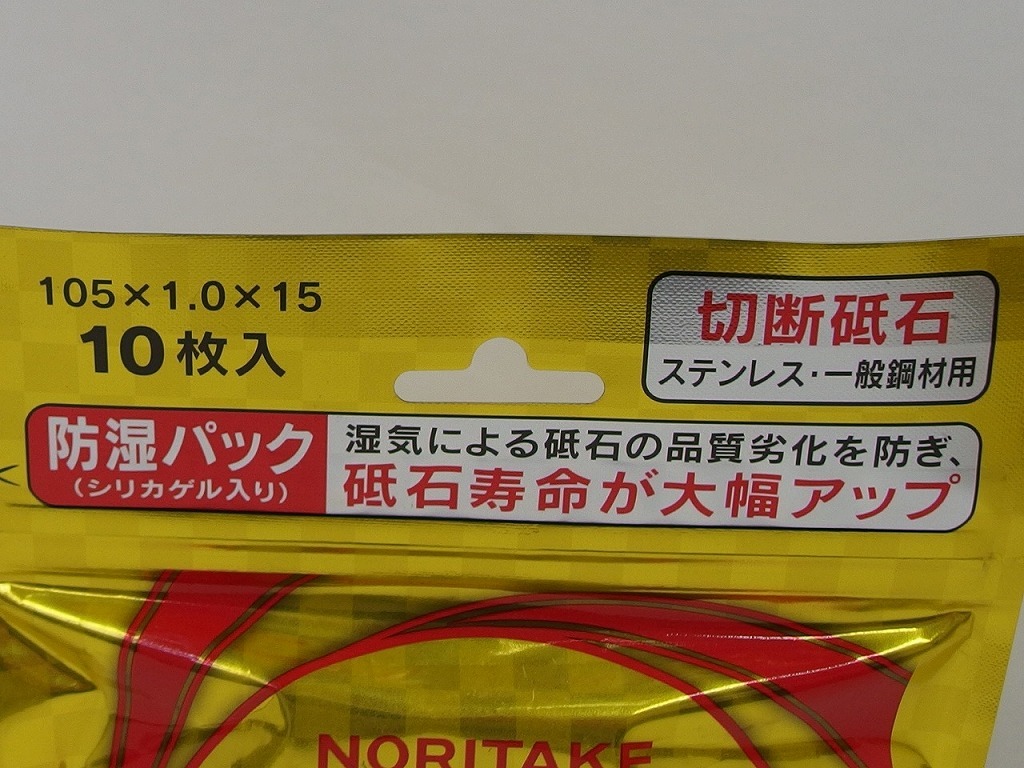 105×1.0×15
10枚入
切断砥石
ステンレス・一般鋼材用
防湿パック
(シリカゲル入り)
湿気による砥石の品質劣化を防ぎ、
砥石寿命が大幅アップ
NORITAKE